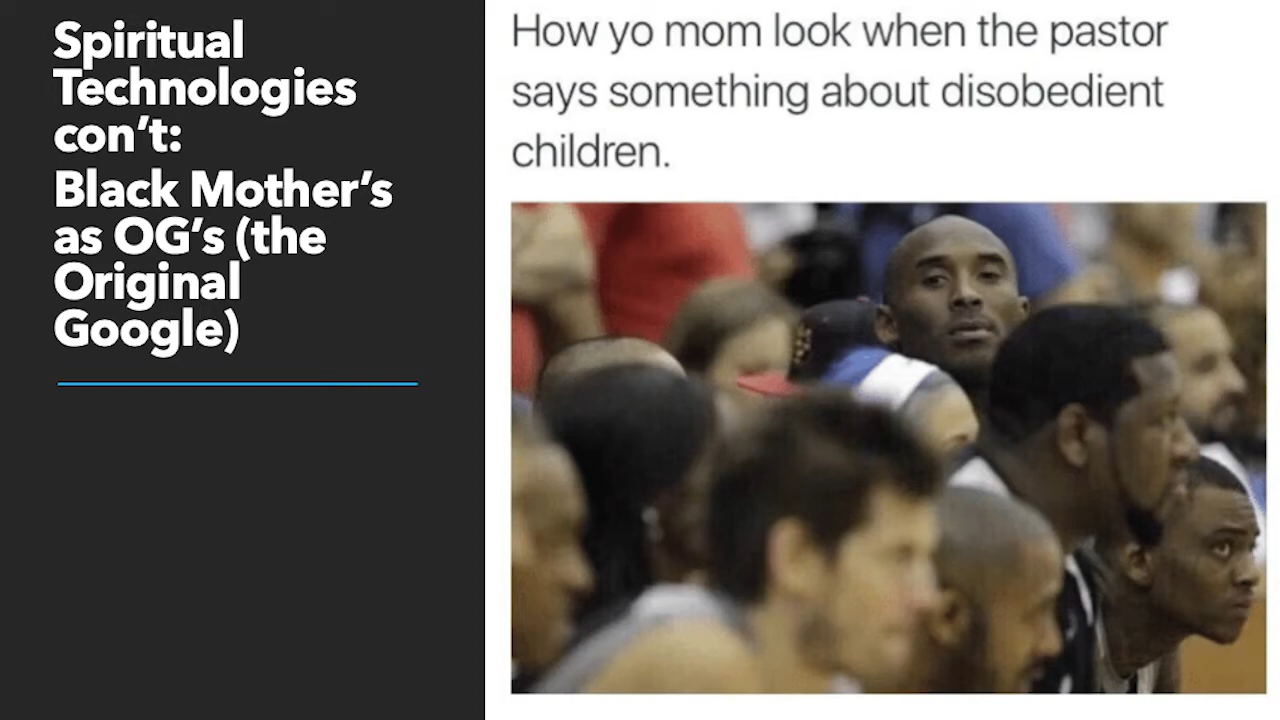 Spiritual
Technologies
con’t:
Black Mother’s
as OG’s (the
Original
Google)
How yo mom look when the pastor
says something about disobedient
children.